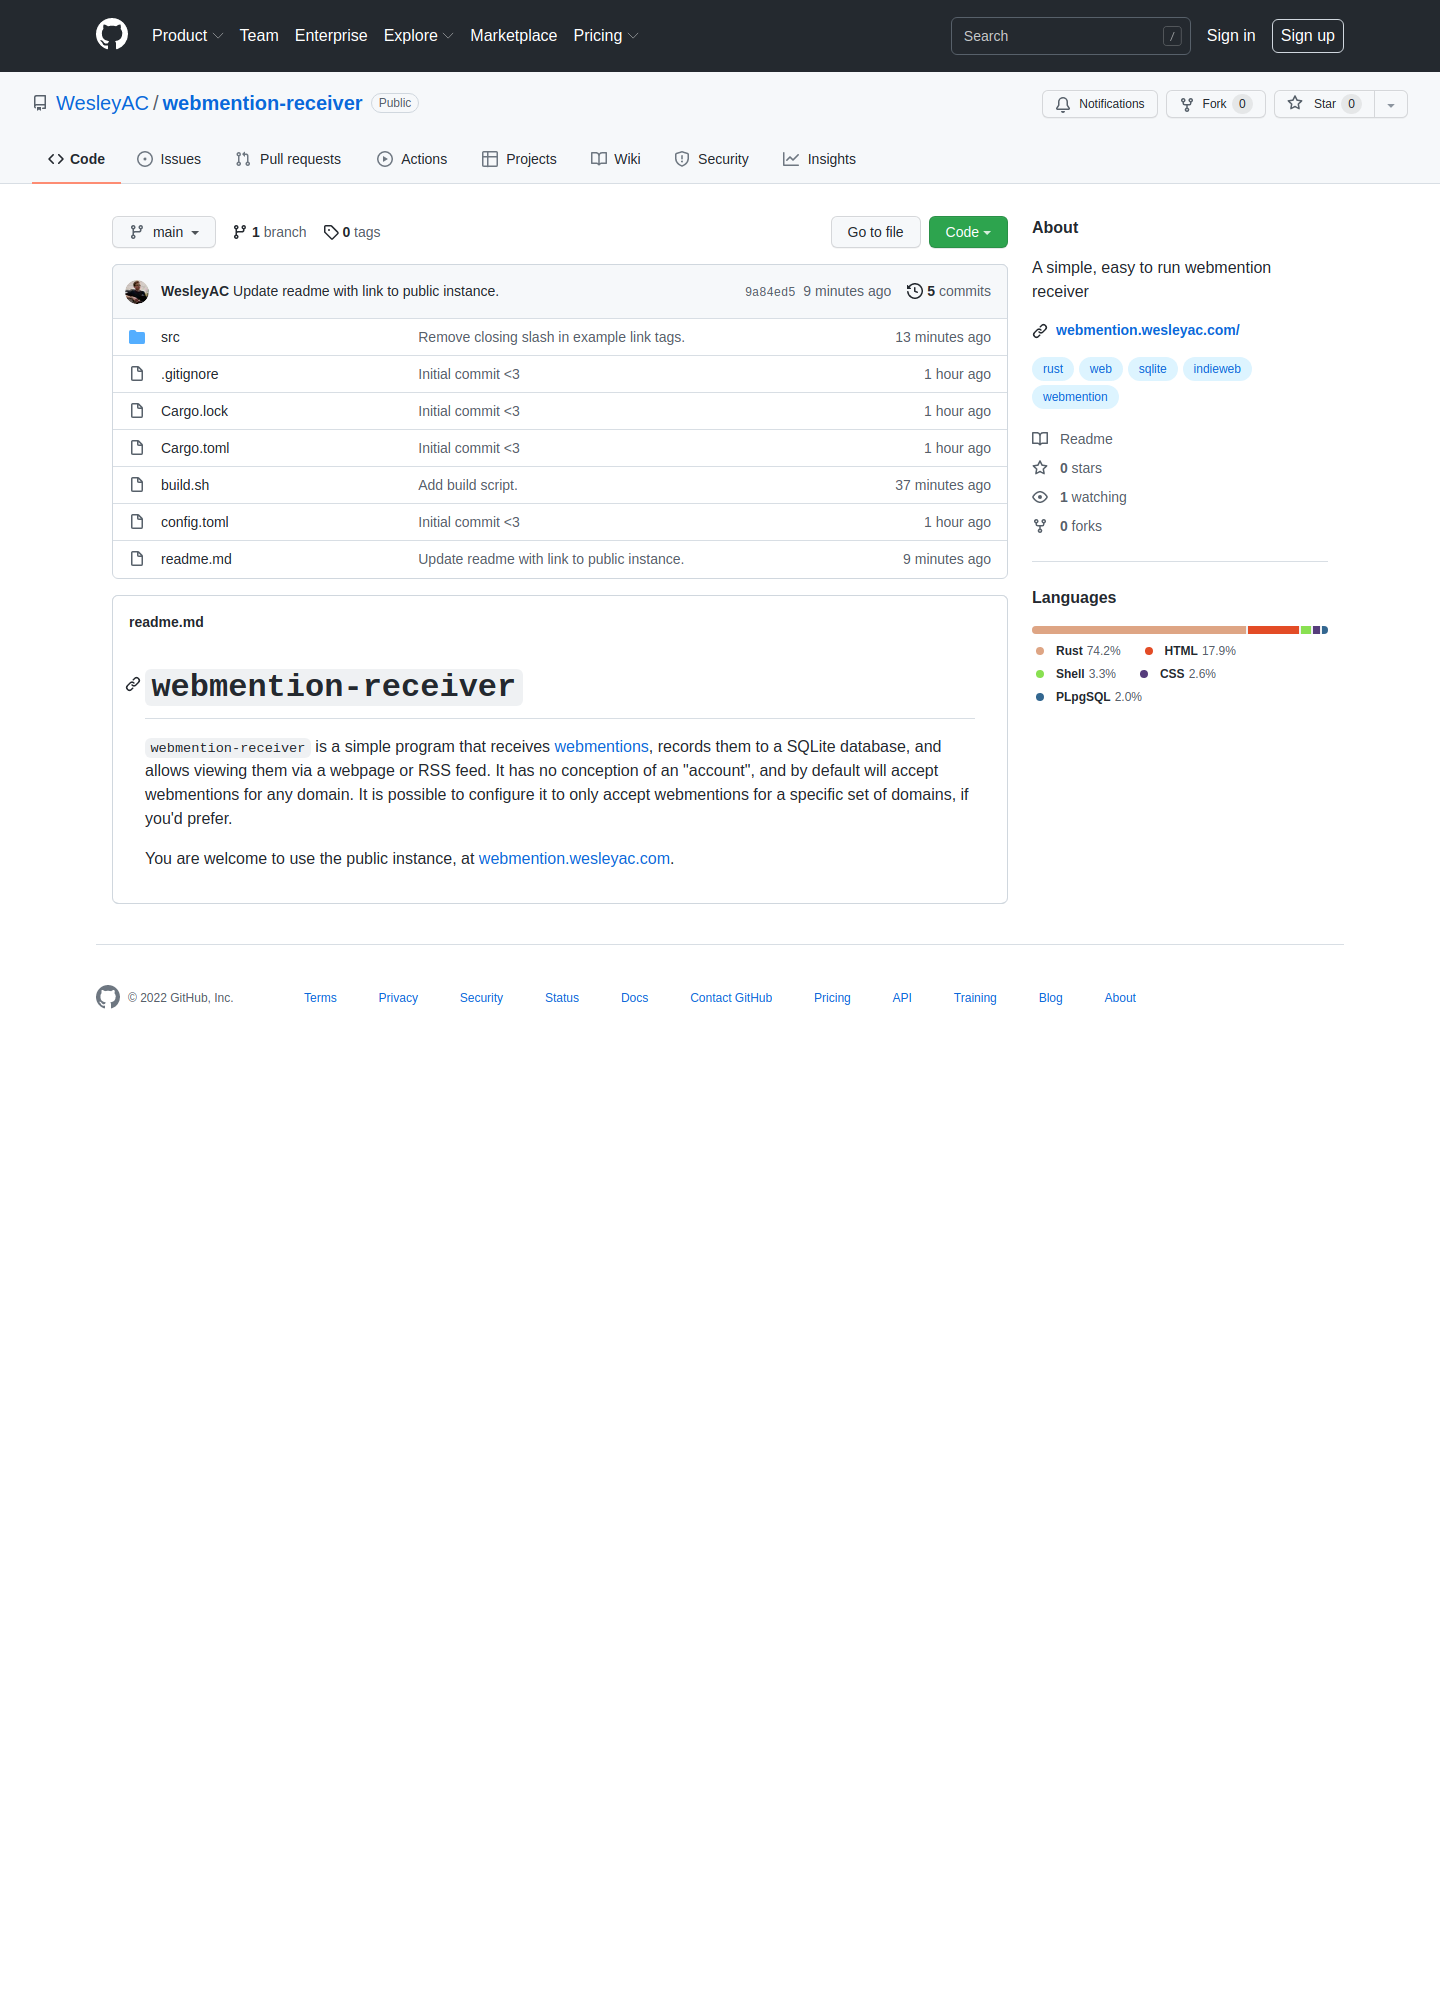 Product Team Enterprise Explore Marketplace Pricing Search / Sign in Sign up
WesleyAC / webmention-receiver Public Notifications Fork 0 Star 0
Code Issues Pull requests Actions Projects Wiki Security Insights
main 1 branch 0 tags Go to file Code
WesleyAC Update readme with link to public instance. 9a84ed5 9 minutes ago 5 commits
src Remove closing slash in example link tags. 13 minutes ago
.gitignore Initial commit <3 1 hour ago
Cargo.lock Initial commit <3 1 hour ago
Cargo.toml Initial commit <3 1 hour ago
build.sh Add build script. 37 minutes ago
config.toml Initial commit <3 1 hour ago
readme.md Update readme with link to public instance. 9 minutes ago
readme.md
webmention-receiver
webmention-receiver is a simple program that receives webmentions, records them to a SQLite database, and
allows viewing them via a webpage or RSS feed. It has no conception of an "account", and by default will accept
webmentions for any domain. It is possible to configure it to only accept webmentions for a specific set of domains, if
you'd prefer.
You are welcome to use the public instance, at webmention.wesleyac.com.
About
A simple, easy to run webmention
receiver
webmention.wesleyac.com/
rust web sqlite indieweb
webmention
Readme
0 stars
1 watching
0 forks
Languages
Rust 74.2% HTML 17.9%
Shell 3.3% CSS 2.6%
PLpgSQL 2.0%
© 2022 GitHub, Inc. Terms Privacy Security Status Docs Contact GitHub Pricing API Training Blog About